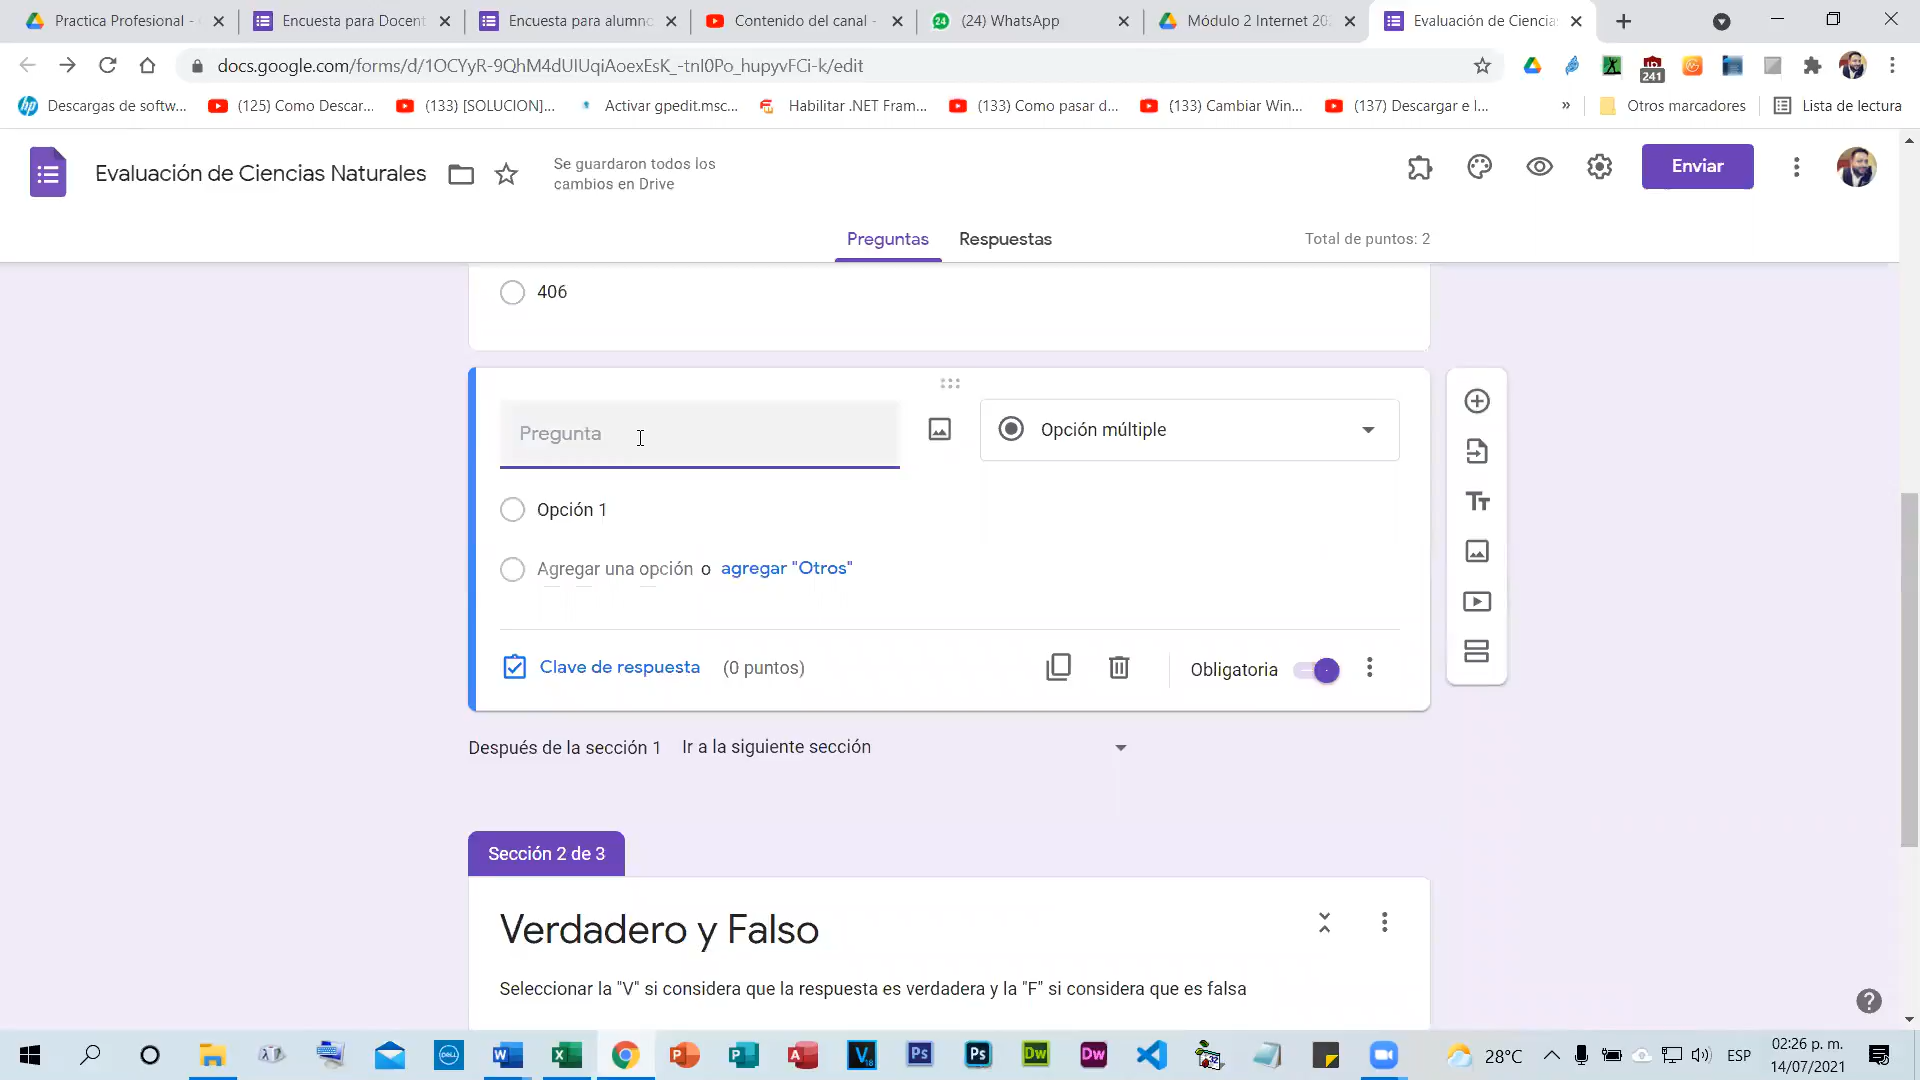 Practica Profesional -
Encuesta para Docent
Encuesta para alumno
Contenido del canal -
(24) WhatsApp
Módulo 2 Internet 202
Evaluación de Ciencia
docs.google.com/forms/d/1OCYyR-9QhM4dUIUqiAoexEsK_-tnI0Po_hupyvFCi-k/edit
241
Descargas de softw...
(125) Como Descar...
(133) [SOLUCION]...
Activar gpedit.msc...
Habilitar .NET Fram...
(133) Como pasar d...
(133) Cambiar Win...
(137) Descargar e I...
»
Otros marcadores
Lista de lectura
Evaluación de Ciencias Naturales
Se guardaron todos los
cambios en Drive
Enviar
Preguntas
Respuestas
Total de puntos: 2
406
Pregunta
Opción múltiple
Opción 1
Agregar una opción o agregar "Otros"
Clave de respuesta (0 puntos)
Obligatoria
Después de la sección 1 Ir a la siguiente sección
Sección 2 de 3
Verdadero y Falso
Seleccionar la "V" si considera que la respuesta es verdadera y la "F" si considera que es falsa
28°C
ESP
02:26 p. m.
14/07/2021